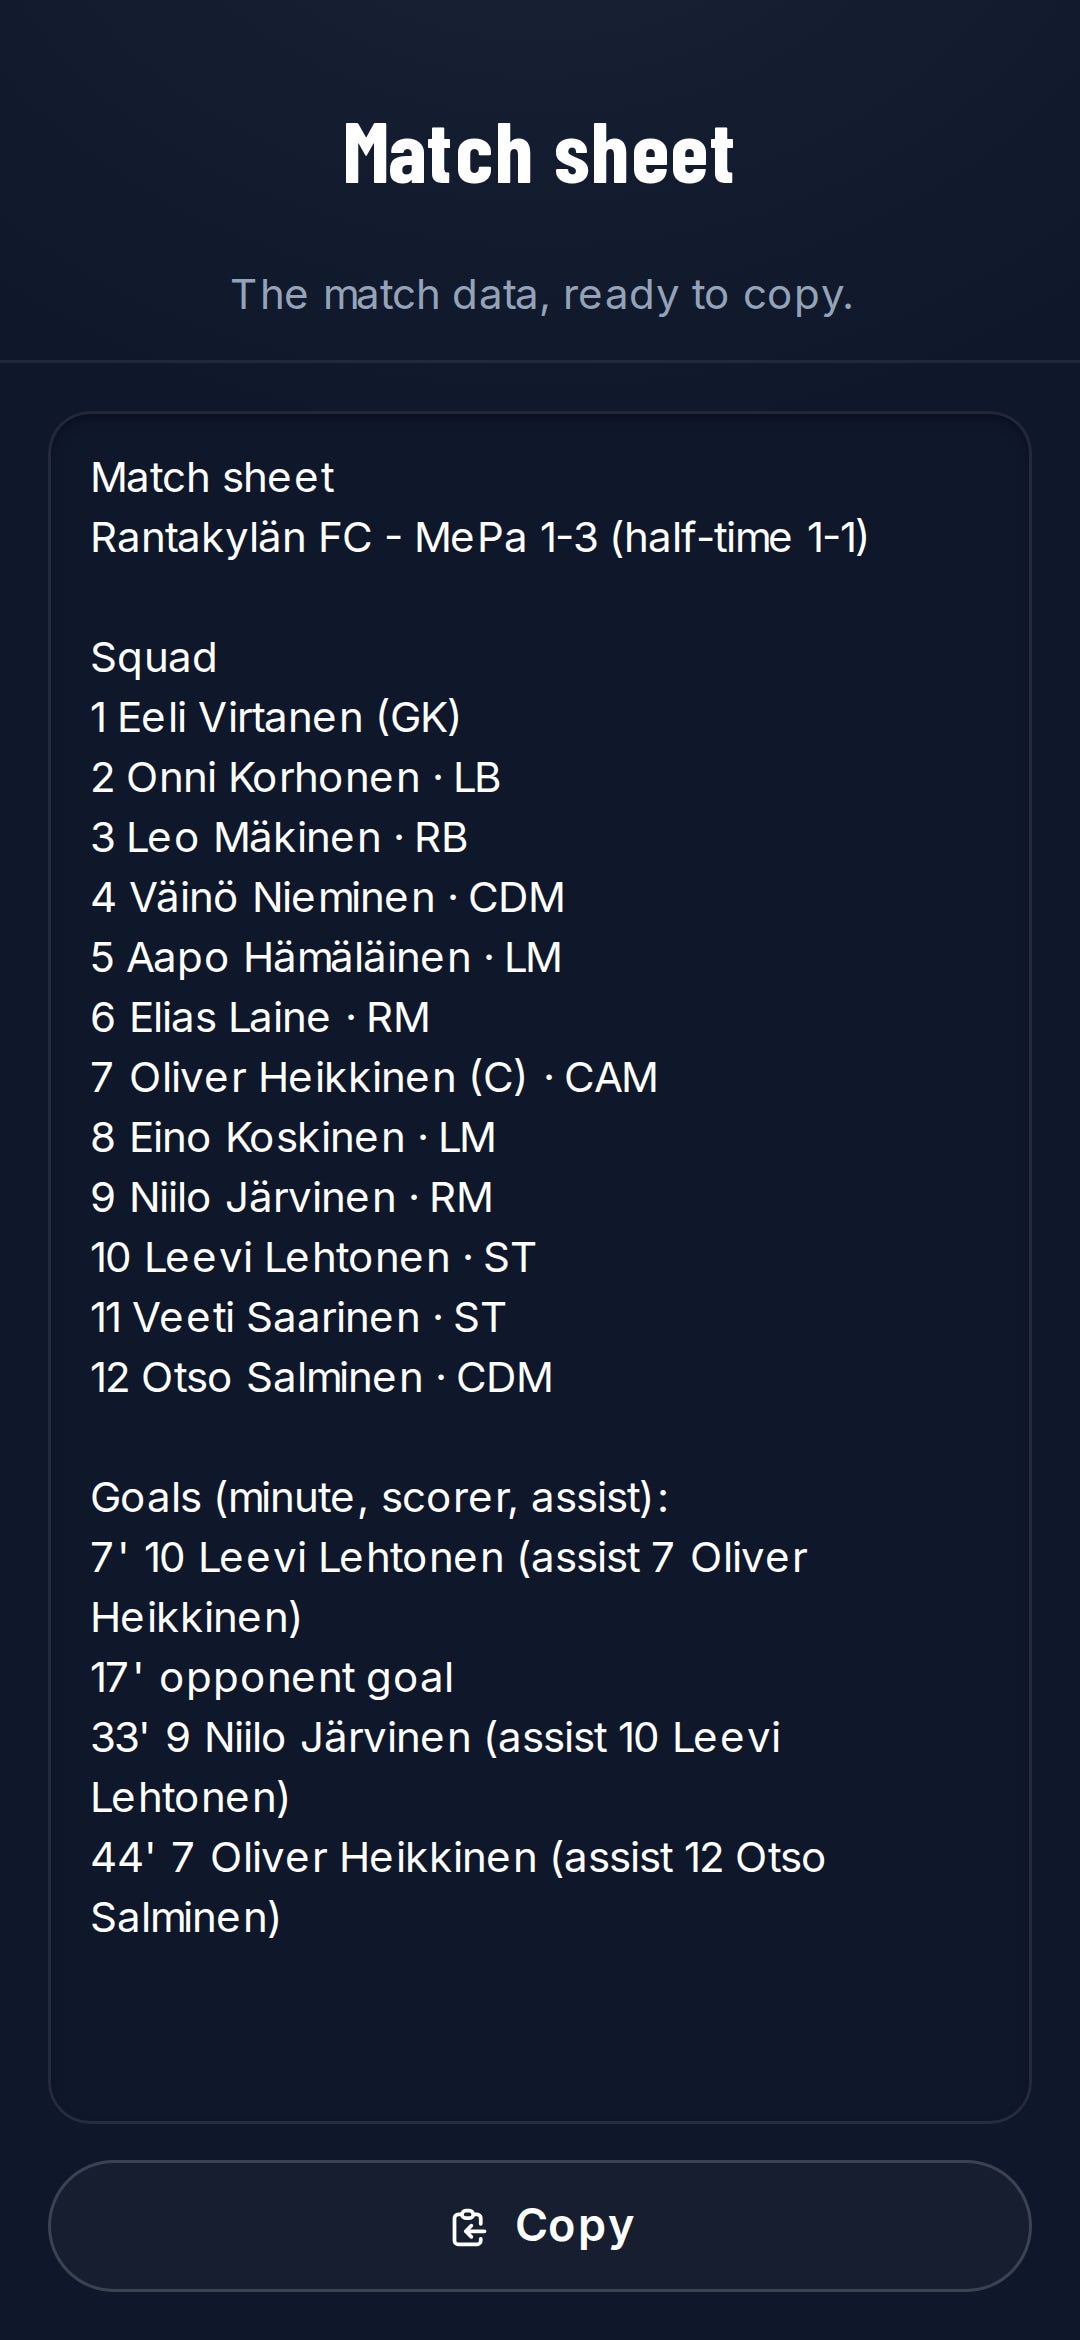 Match sheet
The match data, ready to copy.
Match sheet
Rantakylän FC - MePa 1-3 (half-time 1-1)
Squad
1 Eeli Virtanen (GK)
2 Onni Korhonen · LB
3 Leo Mäkinen · RB
4 Väinö Nieminen · CDM
5 Aapo Hämäläinen · LM
6 Elias Laine · RM
7 Oliver Heikkinen (C) · CAM
8 Eino Koskinen · LM
9 Niilo Järvinen · RM
10 Leevi Lehtonen · ST
11 Veeti Saarinen · ST
12 Otso Salminen · CDM
Goals (minute, scorer, assist):
7' 10 Leevi Lehtonen (assist 7 Oliver
Heikkinen)
17' opponent goal
33' 9 Niilo Järvinen (assist 10 Leevi
Lehtonen)
44' 7 Oliver Heikkinen (assist 12 Otso
Salminen)
Copy